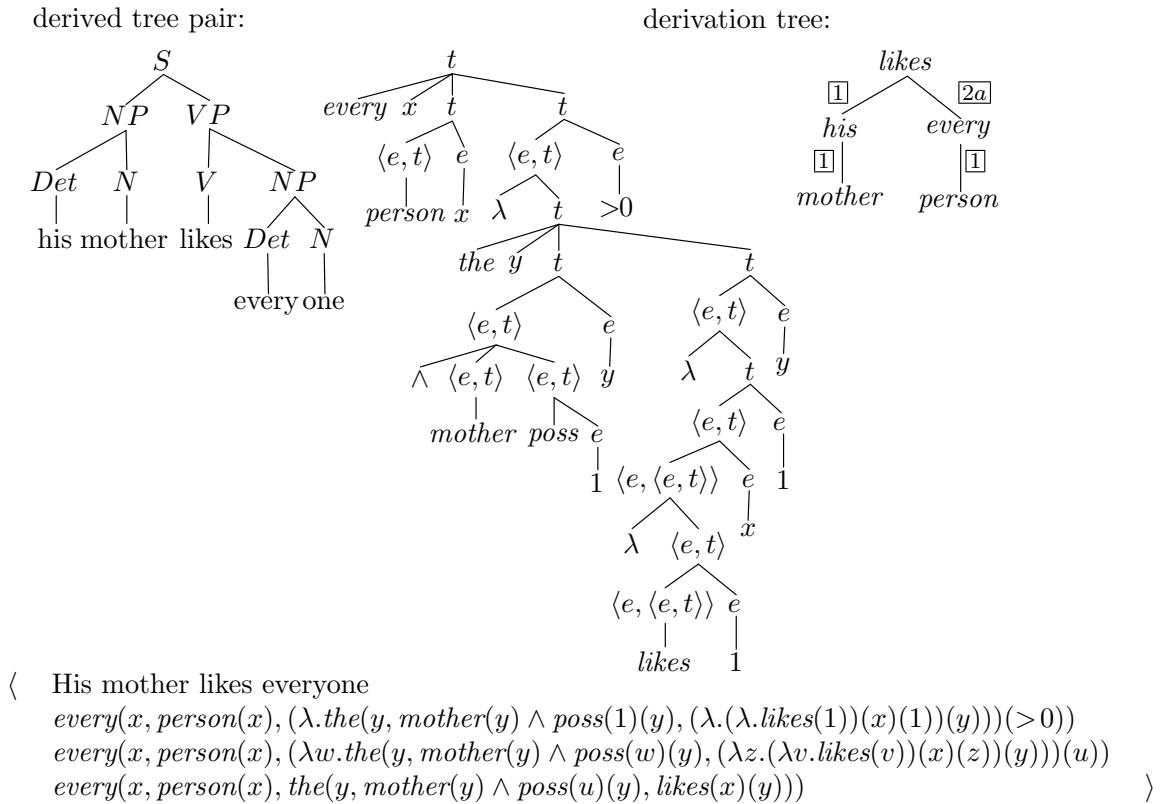 derived tree pair: derivation tree:
S t likes
1 2a
NP VP every x t t his every
⟨e, t⟩ e ⟨e, t⟩ e 1 1
Det N V NP mother person
person x λ t >0
his mother likes Det N
the y t t
everyone
⟨e, t⟩ e ⟨e, t⟩ e
∧ ⟨e, t⟩ ⟨e, t⟩ y λ t y
mother poss e ⟨e, t⟩ e
1 ⟨e, ⟨e, t⟩⟩ e 1
λ ⟨e, t⟩ x
⟨e, ⟨e, t⟩⟩ e
likes 1
⟨ His mother likes everyone
every(x, person(x), (λ.the(y, mother(y) ∧ poss(1)(y), (λ.(λ.likes(1))(x)(1))(y)))(>0))
every(x, person(x), (λw.the(y, mother(y) ∧ poss(w)(y), (λz.(λv.likes(v))(x)(z))(y)))(u))
every(x, person(x), the(y, mother(y) ∧ poss(u)(y), likes(x)(y))) ⟩